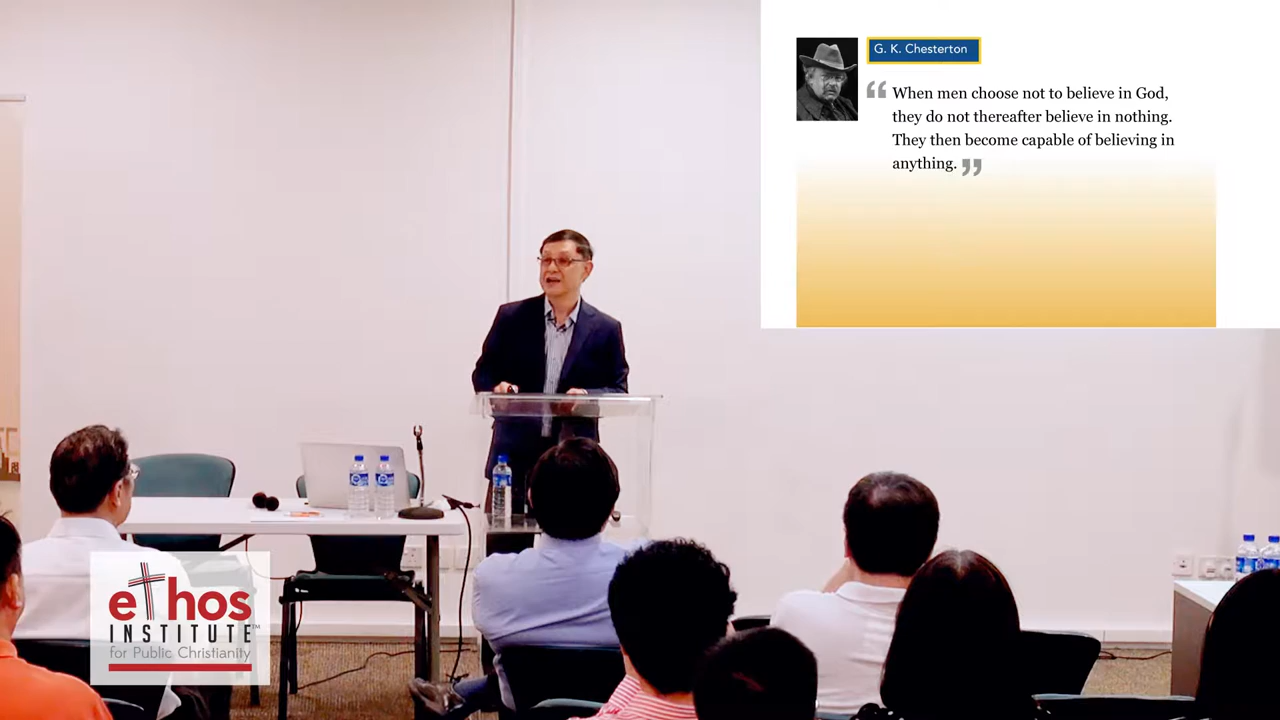 G. K. Chesterton
“ When men choose not to believe in God,
they do not thereafter believe in nothing.
They then become capable of believing in
anything. ”
ethos
INSTITUTE™
for Public Christianity